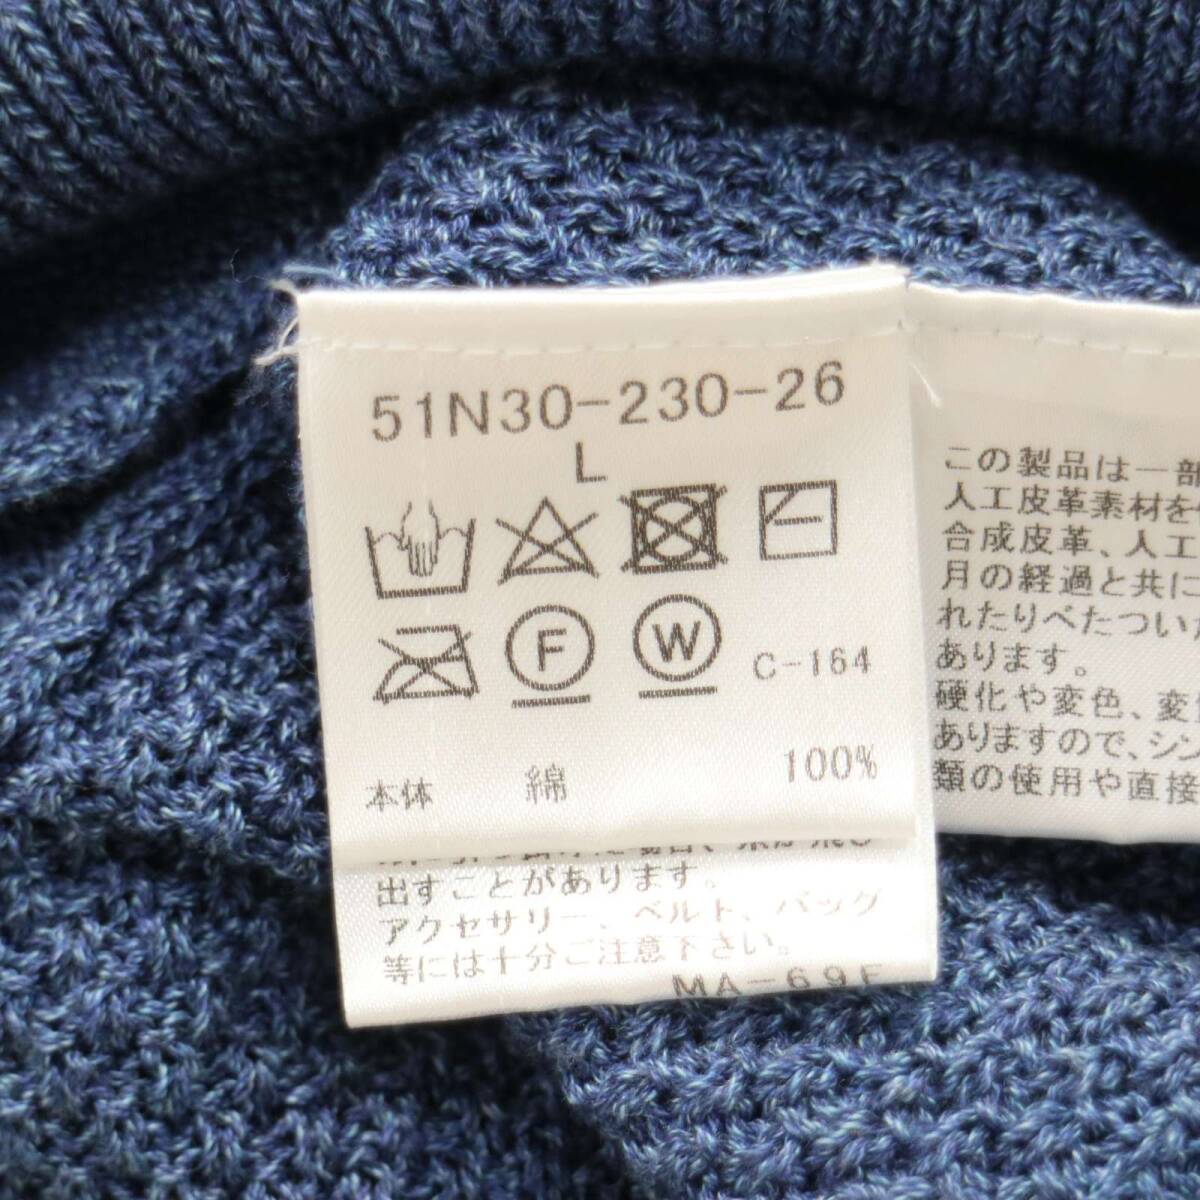 51N30-230-26
L
F W C-164
本体 綿 100%
出すことがあります。
アクセサリー、ベルト、バッグ
等には十分ご注意下さい。
MA-69F
この製品は一部
人工皮革素材を
合成皮革、人工
月の経過と共に
れたりべたつい
あります。
硬化や変色、変
ありますので、シン
類の使用や直接